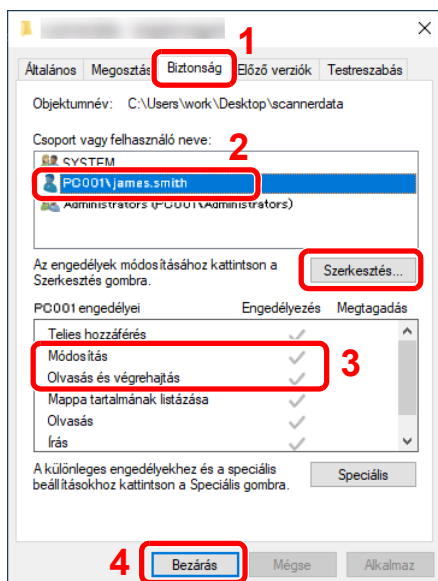 1
Általános Megosztás Biztonság Előző verziók Testreszabás
Objektumnév: C:\Users\work\Desktop\scannerdata
Csoport vagy felhasználó neve:
2
SYSTEM
PC001\james.smith
Administrators (PC001\Administrators)
Az engedélyek módosításához kattintson a
Szerkesztés gombra.
Szerkesztés...
PC001 engedélyei Engedélyezés Megtagadás
Teljes hozzáférés
Módosítás
3
Olvasás és végrehajtás
Mappa tartalmának listázása
Olvasás
Írás
A különleges engedélyekhez és a speciális
beállításokhoz kattintson a Speciális gombra.
Speciális
4
Bezárás Mégse Alkalmaz